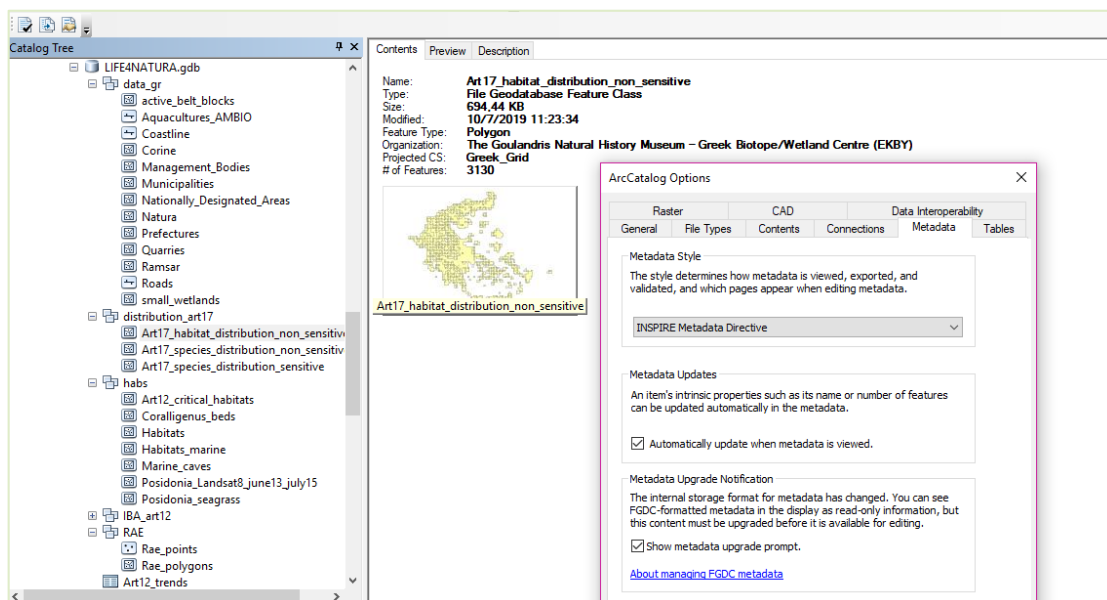 Catalog Tree
LIFE4NATURA.gdb
data_gr
active_belt_blocks
Aquacultures_AMBIO
Coastline
Corine
Management_Bodies
Municipalities
Nationally_Designated_Areas
Natura
Prefectures
Quarries
Ramsar
Roads
small_wetlands
distribution_art17
Art17_habitat_distribution_non_sensitive
Art17_species_distribution_non_sensitiv
Art17_species_distribution_sensitive
habs
Art12_critical_habitats
Coralligenus_beds
Habitats
Habitats_marine
Marine_caves
Posidonia_Landsat8_june13_july15
Posidonia_seagrass
IBA_art12
RAE
Rae_points
Rae_polygons
Art12_trends
Contents Preview Description
Name: Art17_habitat_distribution_non_sensitive
Type: File Geodatabase Feature Class
Size: 694,44 KB
Modified: 10/7/2019 11:23:34
Feature Type: Polygon
Organization: The Goulandris Natural History Museum – Greek Biotope/Wetland Centre (EKBY)
Projected CS: Greek_Grid
# of Features: 3130
Art17_habitat_distribution_non_sensitive
ArcCatalog Options
Raster CAD Data Interoperability
General File Types Contents Connections Metadata Tables
Metadata Style
The style determines how metadata is viewed, exported, and
validated, and which pages appear when editing metadata.
INSPIRE Metadata Directive
Metadata Updates
An item's intrinsic properties such as its name or number of features
can be updated automatically in the metadata.
Automatically update when metadata is viewed.
Metadata Upgrade Notification
The internal storage format for metadata has changed. You can see
FGDC-formatted metadata in the display as read-only information, but
this content must be upgraded before it is available for editing.
Show metadata upgrade prompt.
About managing FGDC metadata